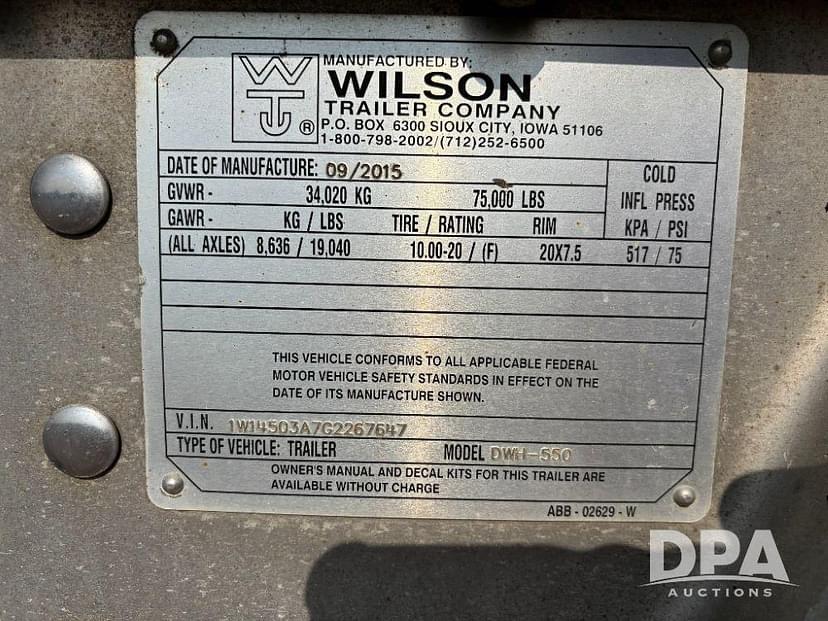 MANUFACTURED BY:
WILSON
TRAILER COMPANY
P.O. BOX 6300 SIOUX CITY, IOWA 51106
1-800-798-2002/(712)252-6500
WTC ®
DATE OF MANUFACTURE: 09/2015
COLD
GVWR - 34,020 KG 75,000 LBS
INFL PRESS
GAWR - KG / LBS TIRE / RATING RIM KPA / PSI
(ALL AXLES) 8,636 / 19,040 10.00-20 / (F) 20X7.5 517 / 75
THIS VEHICLE CONFORMS TO ALL APPLICABLE FEDERAL
MOTOR VEHICLE SAFETY STANDARDS IN EFFECT ON THE
DATE OF ITS MANUFACTURE SHOWN.
V.I.N. 1W14503A7G2267647
TYPE OF VEHICLE: TRAILER MODEL DWH-550
OWNER'S MANUAL AND DECAL KITS FOR THIS TRAILER ARE
AVAILABLE WITHOUT CHARGE
ABB - 02629 - W
DPA
AUCTIONS